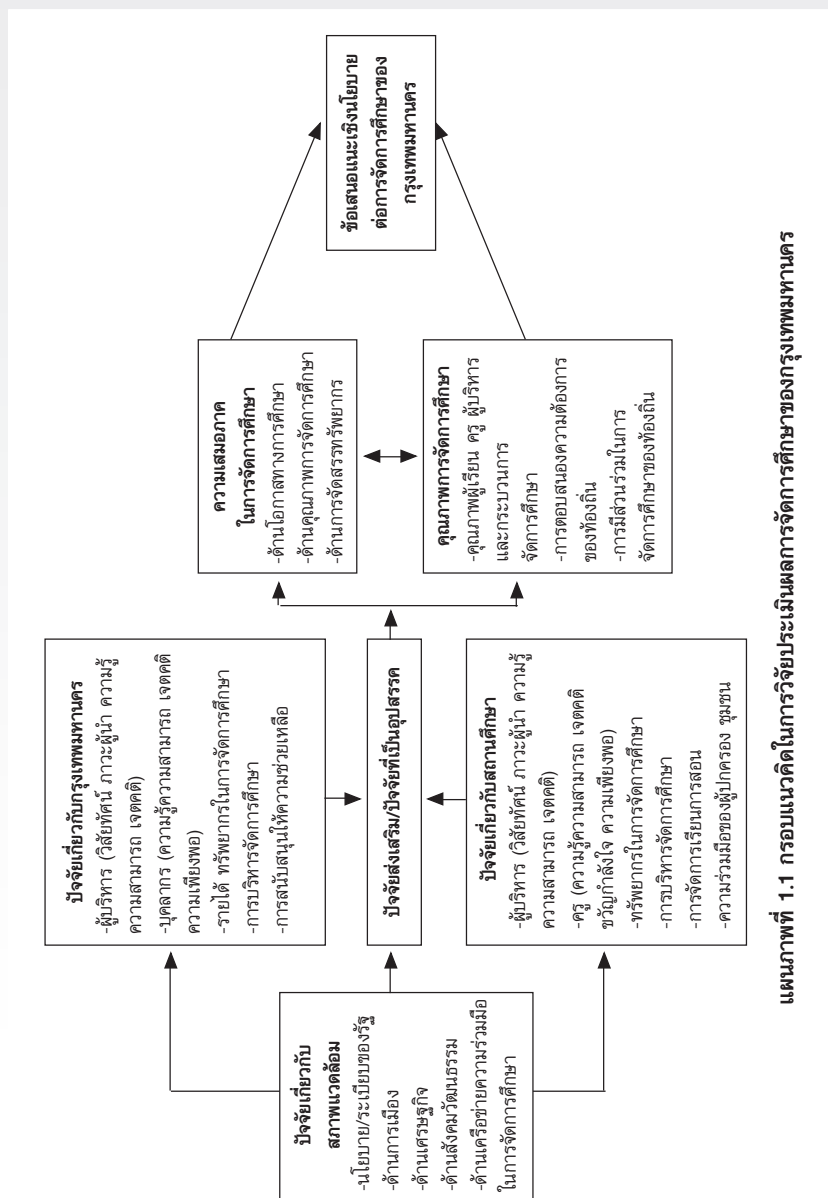 ปัจจัยเกี่ยวกับ
สภาพแวดล้อม
-นโยบาย/ระเบียบของรัฐ
-ด้านการเมือง
-ด้านเศรษฐกิจ
-ด้านสังคมวัฒนธรรม
-ด้านเครือข่ายความร่วมมือ
ในการจัดการศึกษา
ปัจจัยเกี่ยวกับกรุงเทพมหานคร
-ผู้บริหาร (วิสัยทัศน์ ภาวะผู้นำ ความรู้
ความสามารถ เจตคติ)
-บุคลากร (ความรู้ความสามารถ เจตคติ
ความเพียงพอ)
-รายได้ ทรัพยากรในการจัดการศึกษา
-การบริหารจัดการศึกษา
-การสนับสนุนให้ความช่วยเหลือ
ปัจจัยส่งเสริม/ปัจจัยที่เป็นอุปสรรค
ปัจจัยเกี่ยวกับสถานศึกษา
-ผู้บริหาร (วิสัยทัศน์ ภาวะผู้นำ ความรู้
ความสามารถ เจตคติ)
-ครู (ความรู้ความสามารถ เจตคติ
ขวัญกำลังใจ ความเพียงพอ)
-ทรัพยากรในการจัดการศึกษา
-การบริหารจัดการศึกษา
-การจัดการเรียนการสอน
-ความร่วมมือของผู้ปกครอง ชุมชน
ความเสมอภาค
ในการจัดการศึกษา
-ด้านโอกาสทางการศึกษา
-ด้านคุณภาพการจัดการศึกษา
-ด้านการจัดสรรทรัพยากร
คุณภาพการจัดการศึกษา
-คุณภาพผู้เรียน ครู ผู้บริหาร
และกระบวนการ
จัดการศึกษา
-การตอบสนองความต้องการ
ของท้องถิ่น
-การมีส่วนร่วมในการ
จัดการศึกษาของท้องถิ่น
ข้อเสนอแนะเชิงนโยบาย
ต่อการจัดการศึกษาของ
กรุงเทพมหานคร
แผนภาพที่ 1.1 กรอบแนวคิดในการวิจัยประเมินผลการจัดการศึกษาของกรุงเทพมหานคร